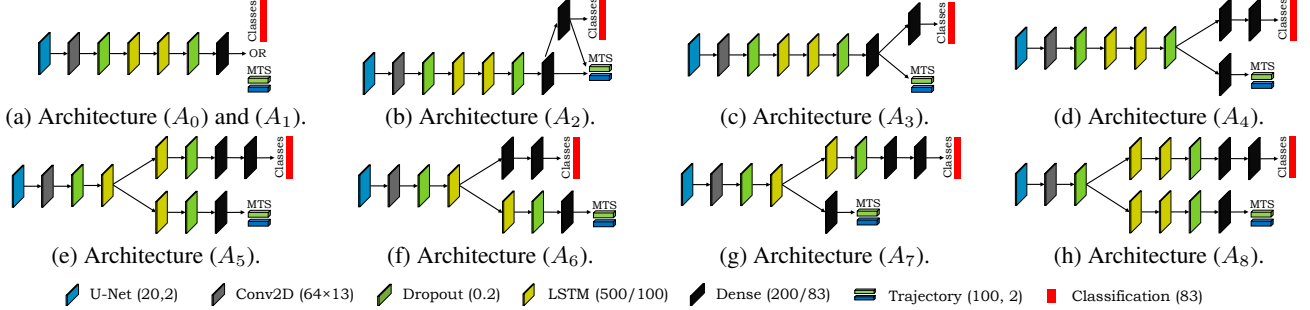 Classes
OR
MTS
(a) Architecture (A0) and (A1).
Classes
MTS
(b) Architecture (A2).
Classes
MTS
(c) Architecture (A3).
Classes
MTS
(d) Architecture (A4).
Classes
MTS
(e) Architecture (A5).
Classes
MTS
(f) Architecture (A6).
Classes
MTS
(g) Architecture (A7).
Classes
MTS
(h) Architecture (A8).
U-Net (20,2) Conv2D (64×13) Dropout (0.2) LSTM (500/100) Dense (200/83) Trajectory (100, 2) Classification (83)